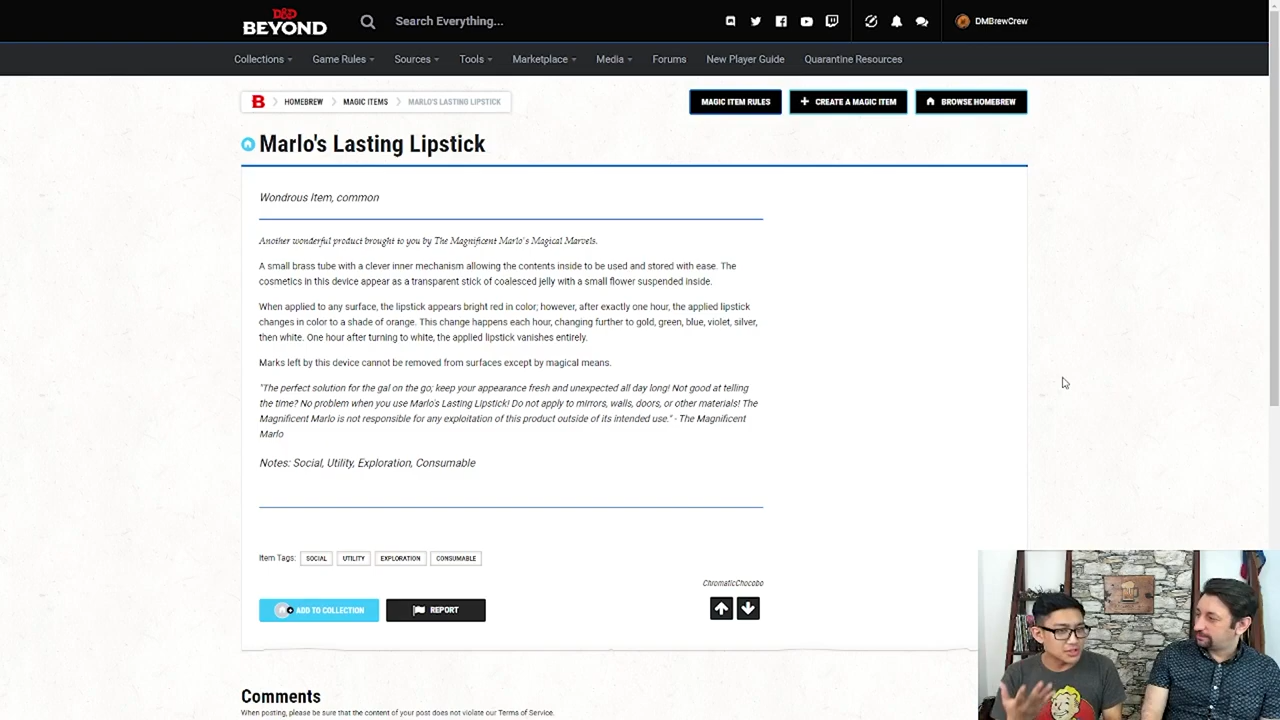 D&D
BEYOND
Search Everything...
DMBrewCrew
Collections
Game Rules
Sources
Tools
Marketplace
Media
Forums
New Player Guide
Quarantine Resources
B
HOMEBREW
MAGIC ITEMS
MARLO'S LASTING LIPSTICK
MAGIC ITEM RULES
+ CREATE A MAGIC ITEM
BROWSE HOMEBREW
Marlo's Lasting Lipstick
Wondrous Item, common
Another wonderful product brought to you by The Magnificent Marlo's Magical Marvels.
A small brass tube with a clever inner mechanism allowing the contents inside to be used and stored with ease. The
cosmetics in this device appear as a transparent stick of coalesced jelly with a small flower suspended inside.
When applied to any surface, the lipstick appears bright red in color; however, after exactly one hour, the applied lipstick
changes in color to a shade of orange. This change happens each hour, changing further to gold, green, blue, violet, silver,
then white. One hour after turning to white, the applied lipstick vanishes entirely.
Marks left by this device cannot be removed from surfaces except by magical means.
"The perfect solution for the gal on the go; keep your appearance fresh and unexpected all day long! Not good at telling
the time? No problem when you use Marlo's Lasting Lipstick! Do not apply to mirrors, walls, doors, or other materials! The
Magnificent Marlo is not responsible for any exploitation of this product outside of its intended use." - The Magnificent
Marlo
Notes: Social, Utility, Exploration, Consumable
Item Tags: SOCIAL UTILITY EXPLORATION CONSUMABLE
ChromaticChocobo
ADD TO COLLECTION
REPORT
Comments
When posting, please be sure that the content of your post does not violate our Terms of Service.